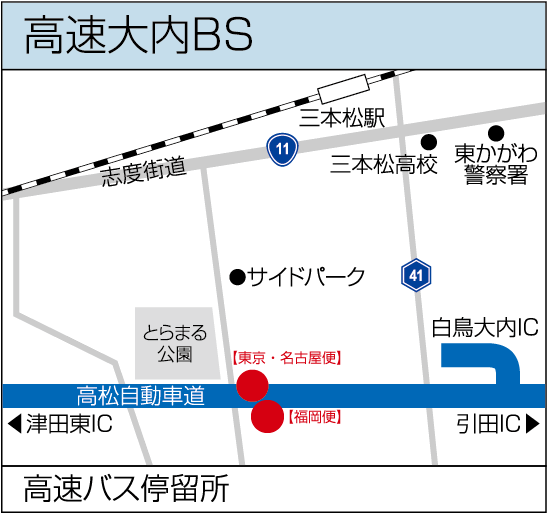 高速大内BS
三本松駅
11
志度街道
三本松高校
東かがわ
警察署
サイドパーク
41
白鳥大内IC
とらまる
公園
【東京・名古屋便】
高松自動車道
【福岡便】
津田東IC
引田IC
高速バス停留所